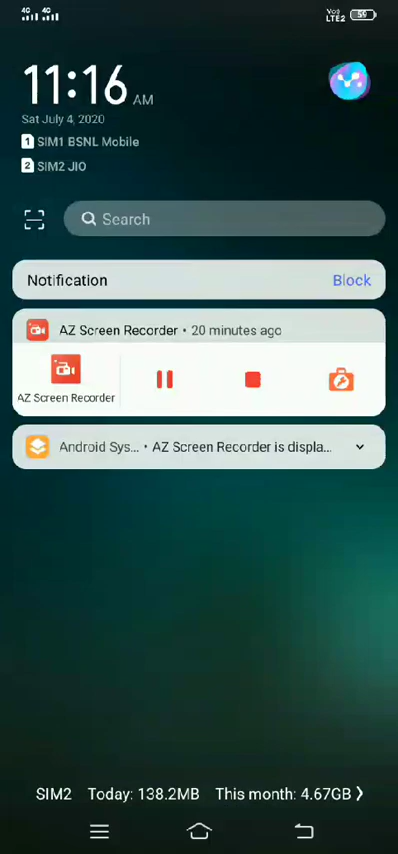 4G 4G VoD LTE2 59
11:16 AM
Sat July 4, 2020
1 SIM1 BSNL Mobile
2 SIM2 JIO
Search
Notification Block
AZ Screen Recorder • 20 minutes ago
AZ Screen Recorder
Android Sys... • AZ Screen Recorder is displa...
SIM2 Today: 138.2MB This month: 4.67GB ❯